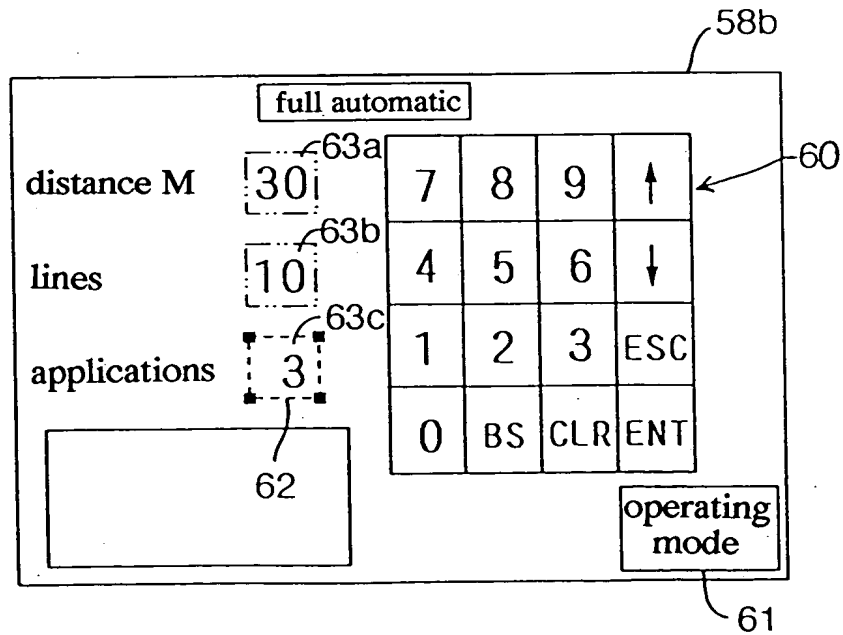 58b
full automatic
distance M 30 63a
7 8 9 ↑ 60
lines 10 63b
4 5 6 ↓
applications 3 63c
1 2 3 ESC
62
0 BS CLR ENT
operating
mode
61